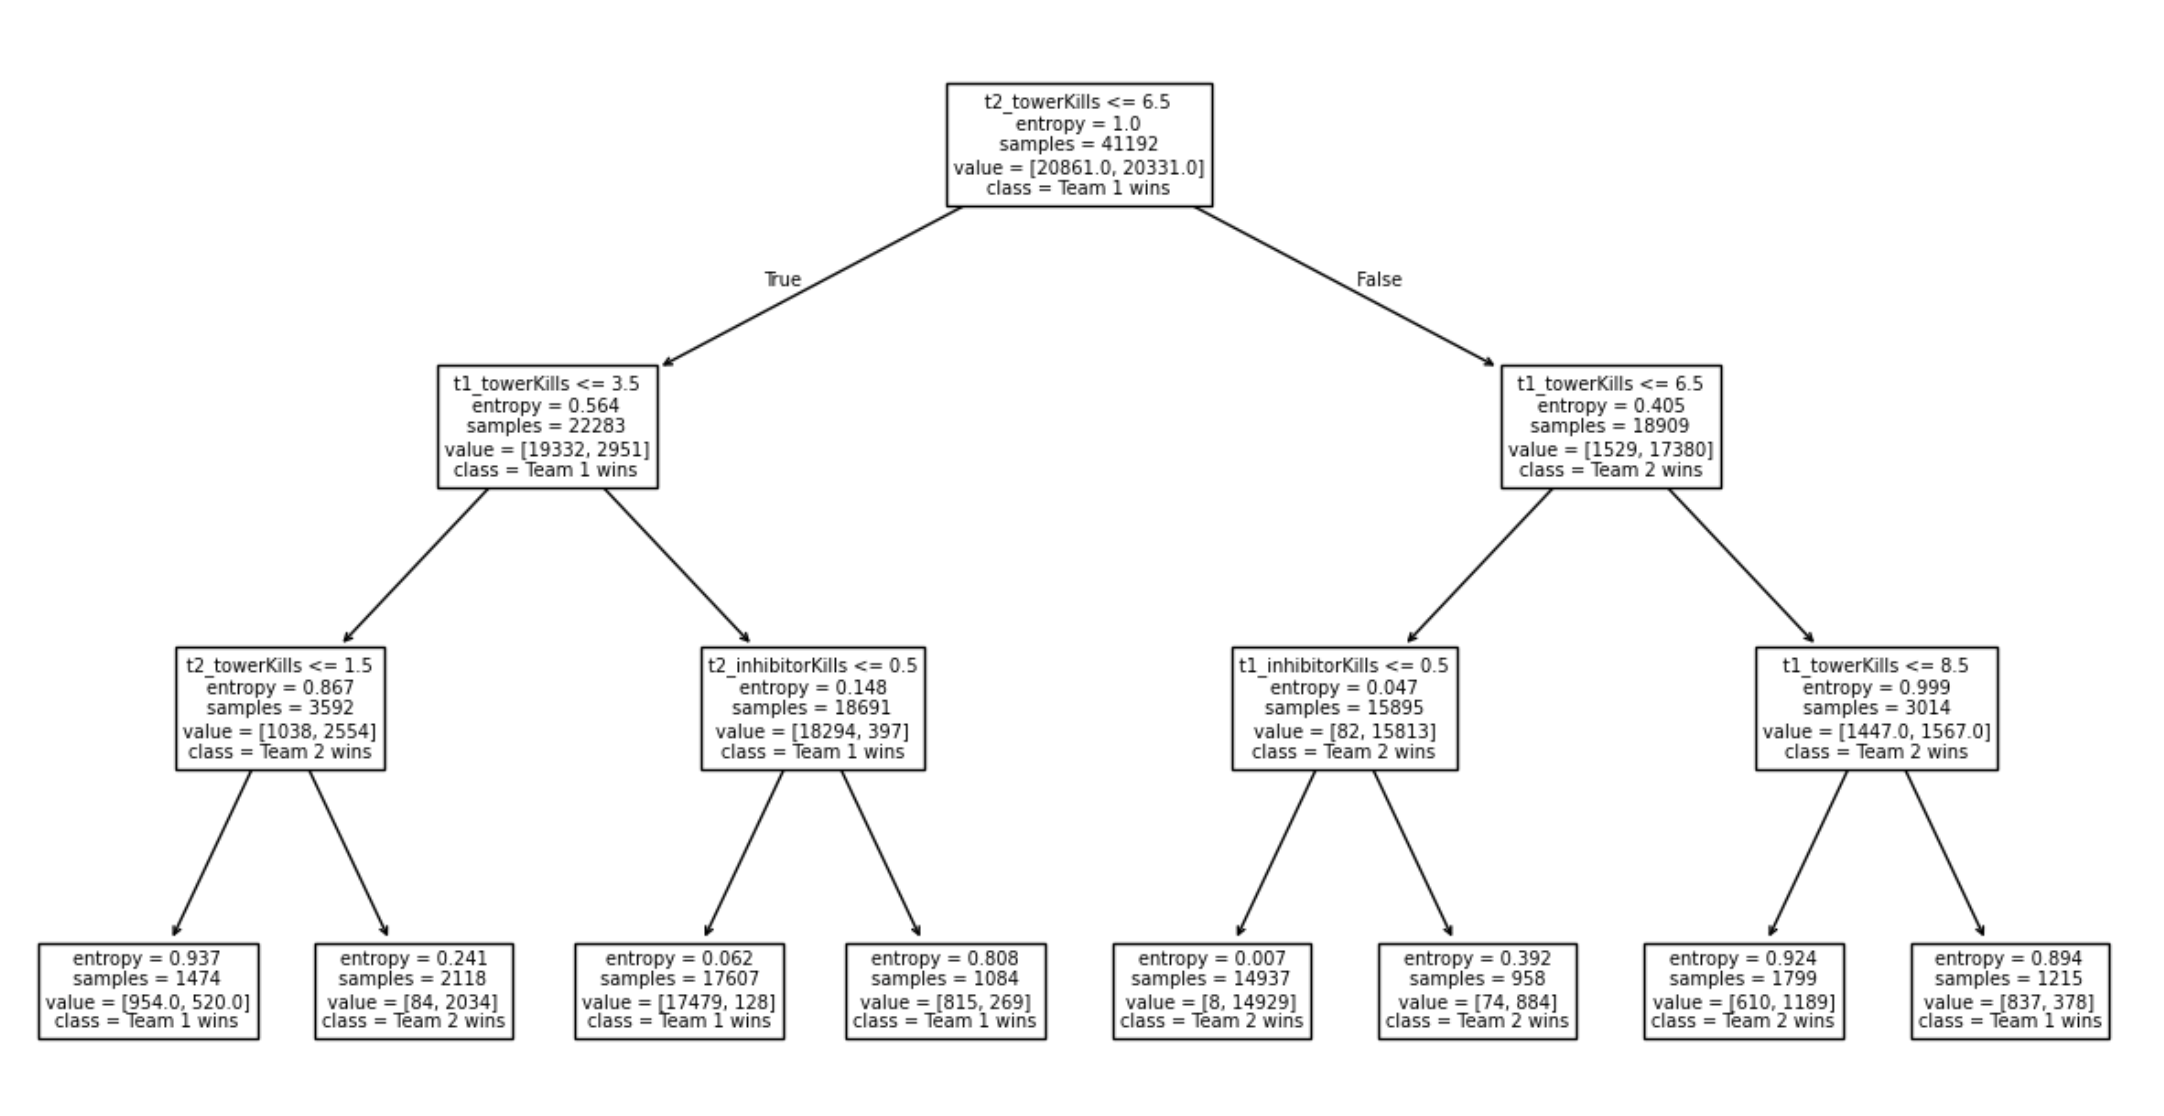 t2_towerKills <= 6.5
entropy = 1.0
samples = 41192
value = [20861.0, 20331.0]
class = Team 1 wins
True
False
t1_towerKills <= 3.5
entropy = 0.564
samples = 22283
value = [19332, 2951]
class = Team 1 wins
t1_towerKills <= 6.5
entropy = 0.405
samples = 18909
value = [1529, 17380]
class = Team 2 wins
t2_towerKills <= 1.5
entropy = 0.867
samples = 3592
value = [1038, 2554]
class = Team 2 wins
t2_inhibitorKills <= 0.5
entropy = 0.148
samples = 18691
value = [18294, 397]
class = Team 1 wins
t1_inhibitorKills <= 0.5
entropy = 0.047
samples = 15895
value = [82, 15813]
class = Team 2 wins
t1_towerKills <= 8.5
entropy = 0.999
samples = 3014
value = [1447.0, 1567.0]
class = Team 2 wins
entropy = 0.937
samples = 1474
value = [954.0, 520.0]
class = Team 1 wins
entropy = 0.241
samples = 2118
value = [84, 2034]
class = Team 2 wins
entropy = 0.062
samples = 17607
value = [17479, 128]
class = Team 1 wins
entropy = 0.808
samples = 1084
value = [815, 269]
class = Team 1 wins
entropy = 0.007
samples = 14937
value = [8, 14929]
class = Team 2 wins
entropy = 0.392
samples = 958
value = [74, 884]
class = Team 2 wins
entropy = 0.924
samples = 1799
value = [610, 1189]
class = Team 2 wins
entropy = 0.894
samples = 1215
value = [837, 378]
class = Team 1 wins